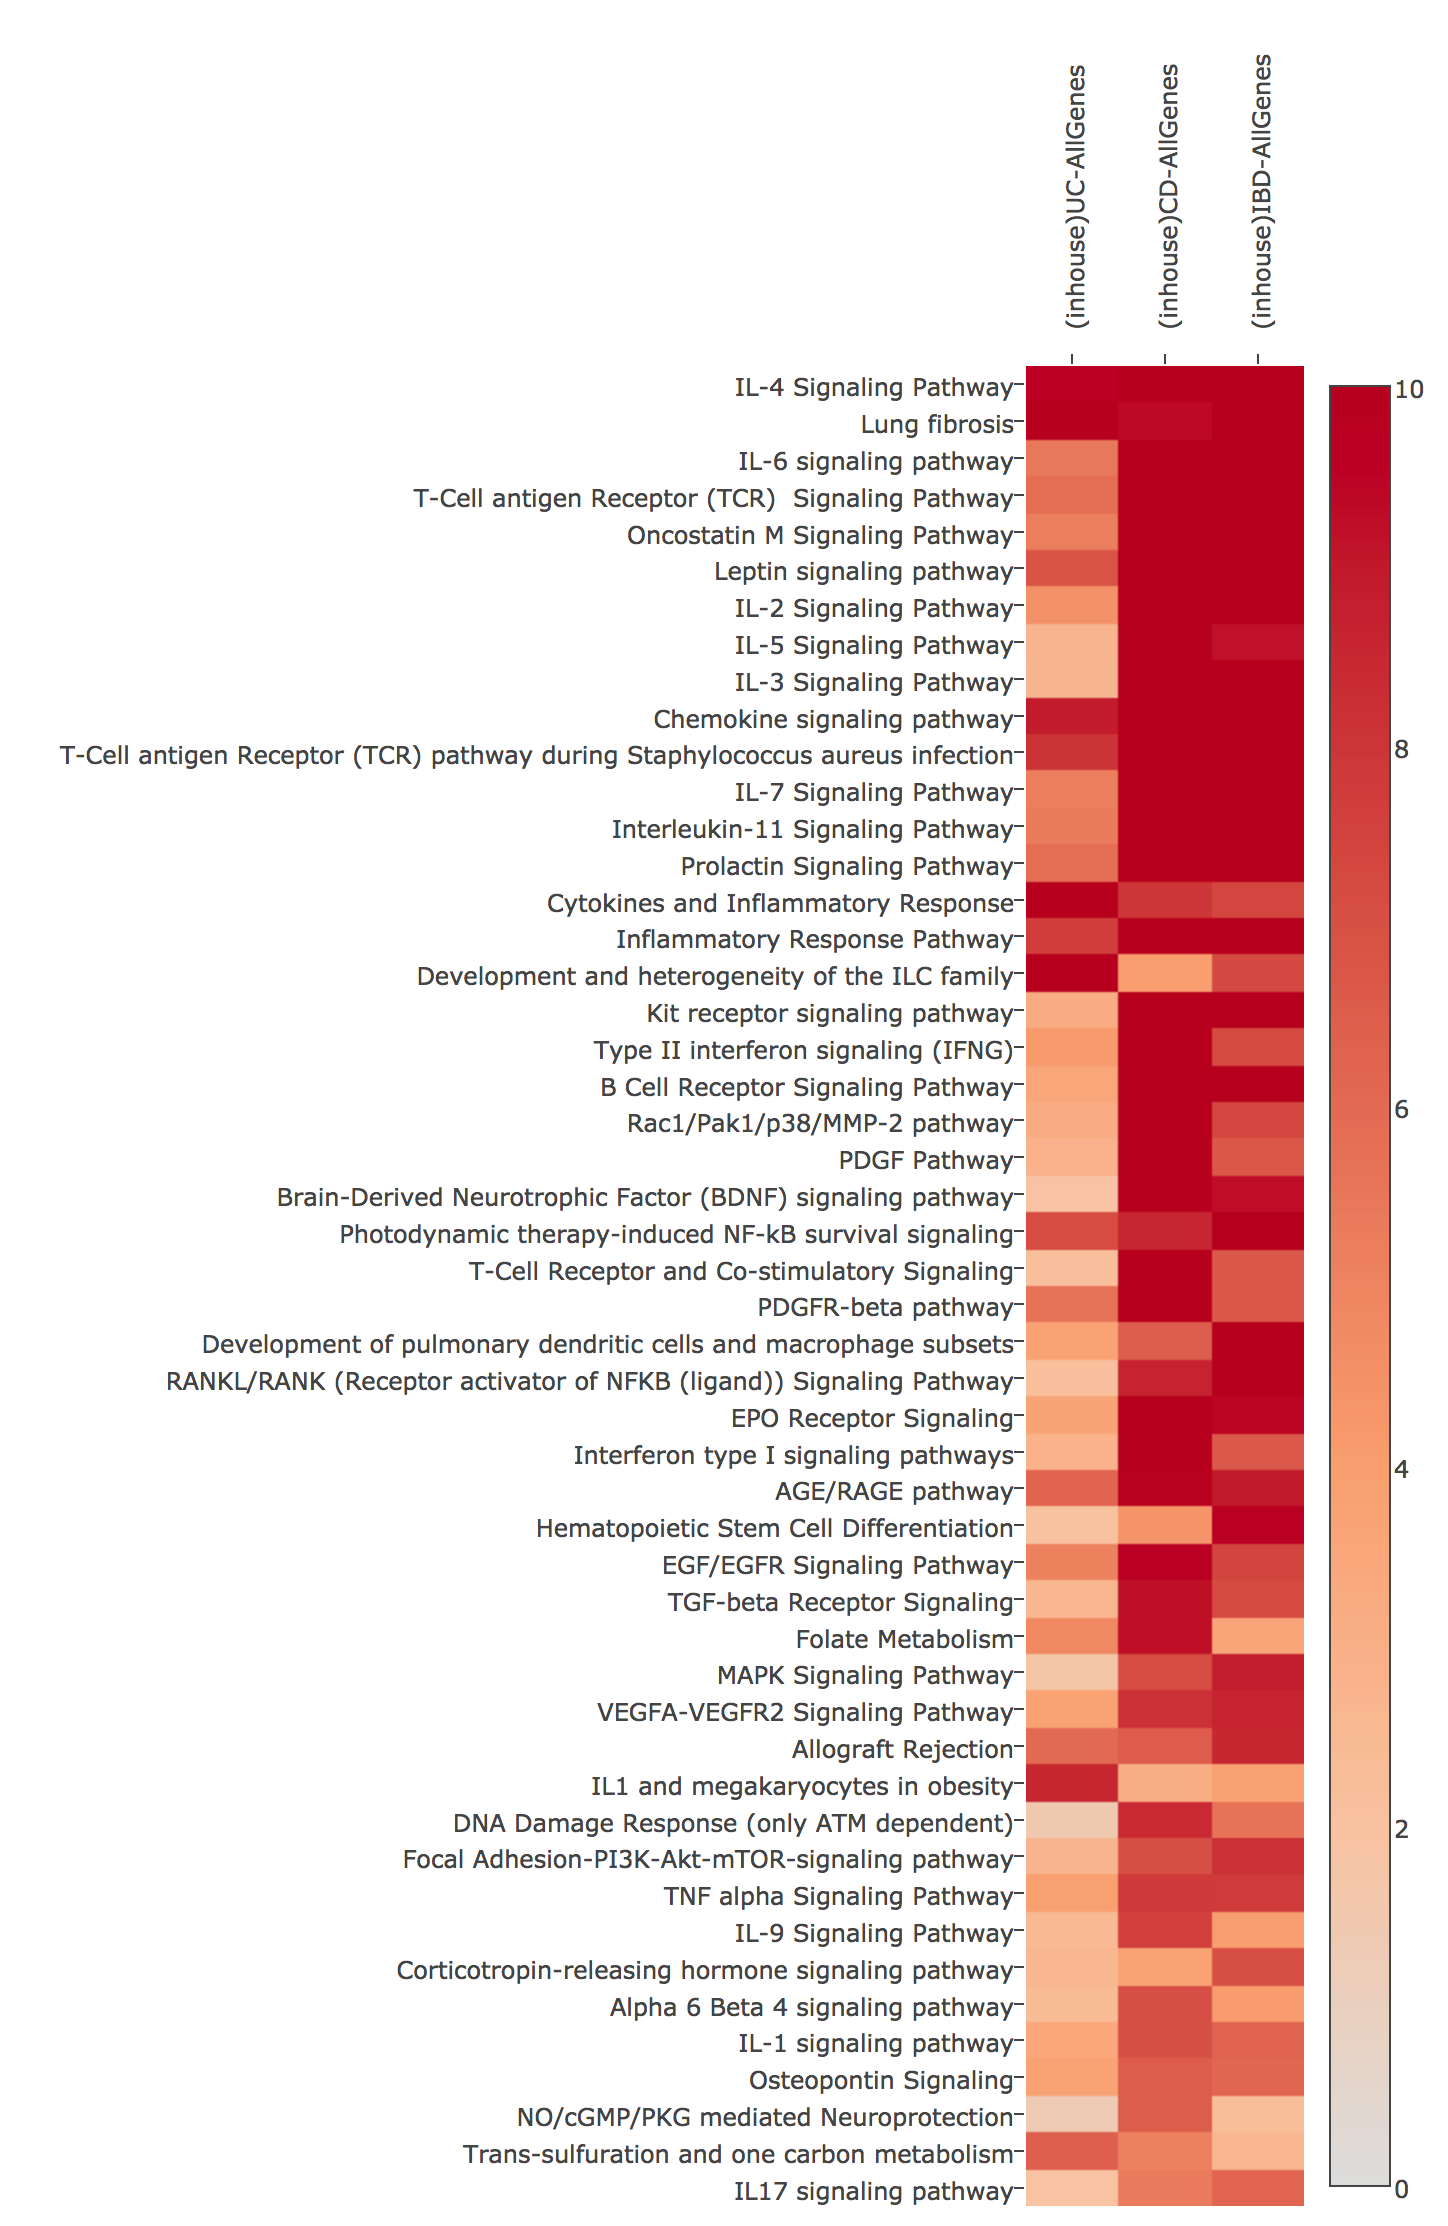 (inhouse)UC-AllGenes
(inhouse)CD-AllGenes
(inhouse)IBD-AllGenes
IL-4 Signaling Pathway
Lung fibrosis
IL-6 signaling pathway
T-Cell antigen Receptor (TCR)  Signaling Pathway
Oncostatin M Signaling Pathway
Leptin signaling pathway
IL-2 Signaling Pathway
IL-5 Signaling Pathway
IL-3 Signaling Pathway
Chemokine signaling pathway
T-Cell antigen Receptor (TCR) pathway during Staphylococcus aureus infection
IL-7 Signaling Pathway
Interleukin-11 Signaling Pathway
Prolactin Signaling Pathway
Cytokines and Inflammatory Response
Inflammatory Response Pathway
Development and heterogeneity of the ILC family
Kit receptor signaling pathway
Type II interferon signaling (IFNG)
B Cell Receptor Signaling Pathway
Rac1/Pak1/p38/MMP-2 pathway
PDGF Pathway
Brain-Derived Neurotrophic Factor (BDNF) signaling pathway
Photodynamic therapy-induced NF-kB survival signaling
T-Cell Receptor and Co-stimulatory Signaling
PDGFR-beta pathway
Development of pulmonary dendritic cells and macrophage subsets
RANKL/RANK (Receptor activator of NFKB (ligand)) Signaling Pathway
EPO Receptor Signaling
Interferon type I signaling pathways
AGE/RAGE pathway
Hematopoietic Stem Cell Differentiation
EGF/EGFR Signaling Pathway
TGF-beta Receptor Signaling
Folate Metabolism
MAPK Signaling Pathway
VEGFA-VEGFR2 Signaling Pathway
Allograft Rejection
IL1 and megakaryocytes in obesity
DNA Damage Response (only ATM dependent)
Focal Adhesion-PI3K-Akt-mTOR-signaling pathway
TNF alpha Signaling Pathway
IL-9 Signaling Pathway
Corticotropin-releasing hormone signaling pathway
Alpha 6 Beta 4 signaling pathway
IL-1 signaling pathway
Osteopontin Signaling
NO/cGMP/PKG mediated Neuroprotection
Trans-sulfuration and one carbon metabolism
IL17 signaling pathway
10
8
6
4
2
0